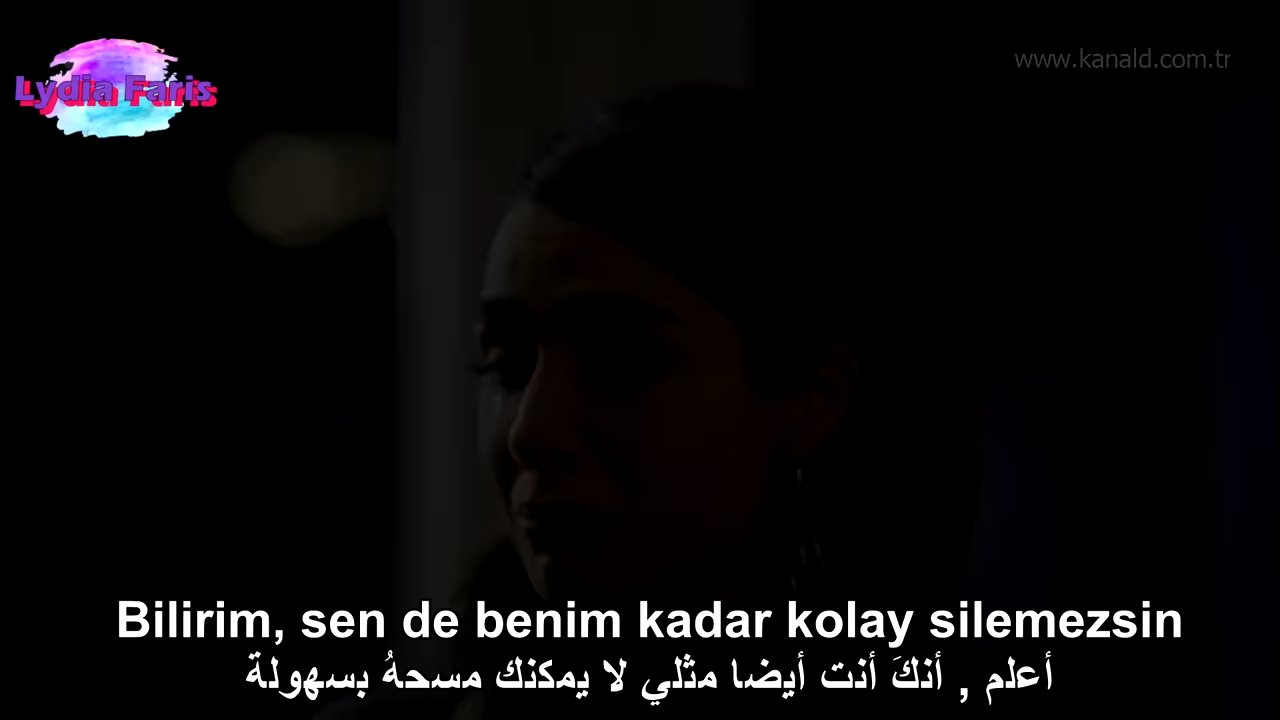 www.kanald.com.tr
Lydia Faris
Bilirim, sen de benim kadar kolay silemezsin
أعلم , أنكَ أنت أيضا مثلي لا يمكنك مسحهُ بسهولة